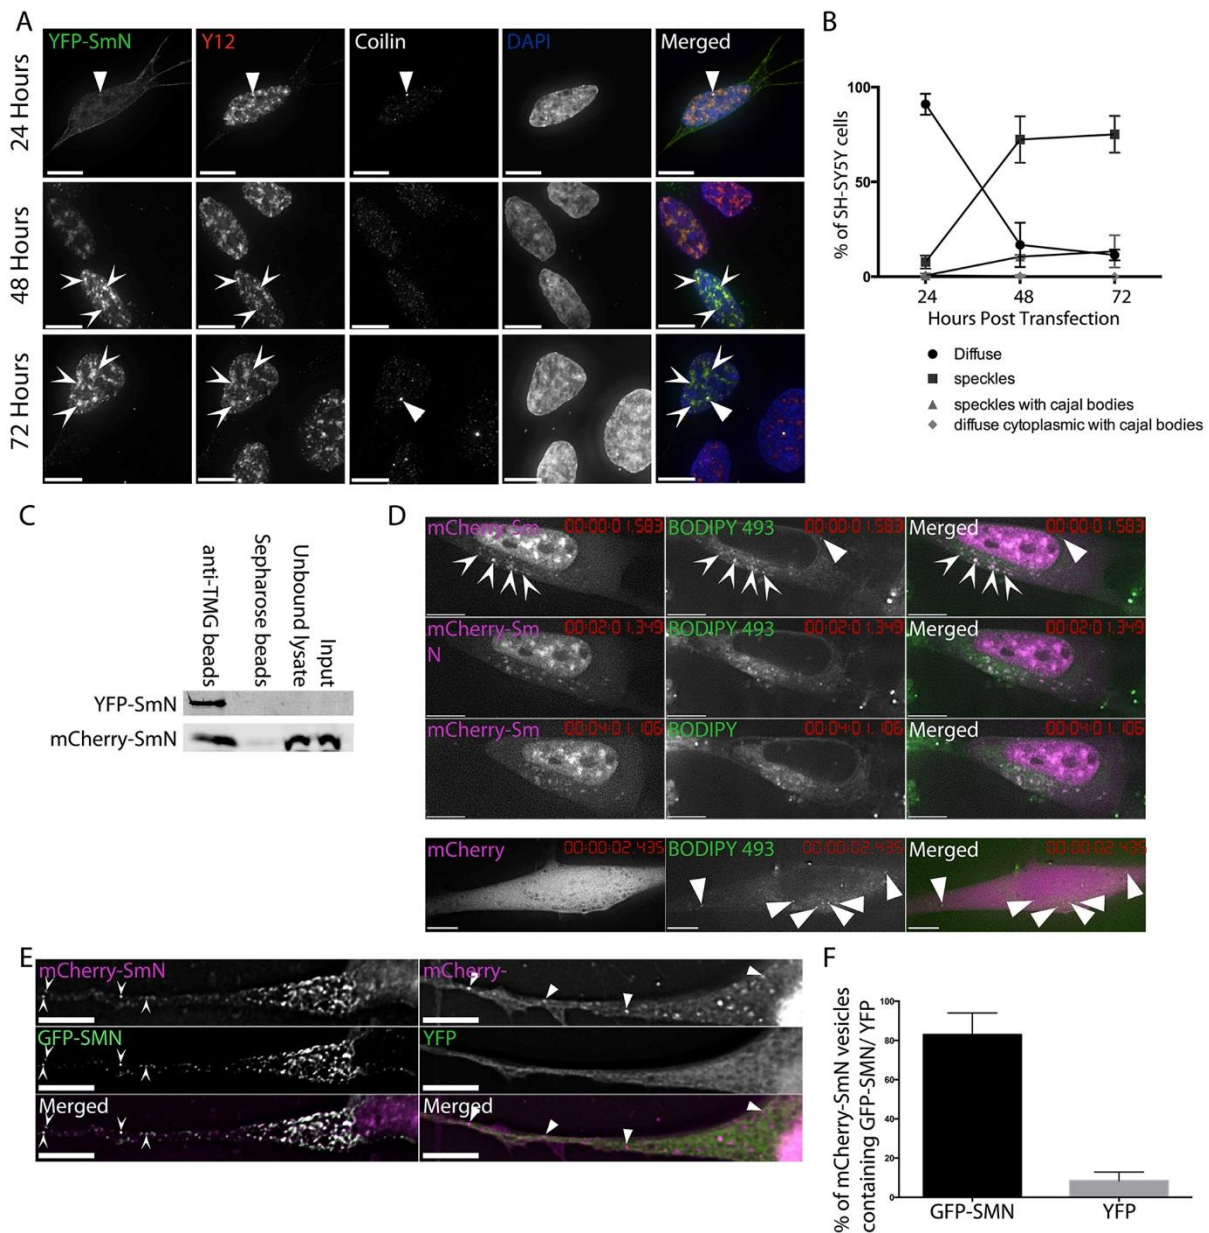 A
YFP-SmN
Y12
Coilin
DAPI
Merged
24 Hours
48 Hours
72 Hours
B
% of SH-SY5Y cells
100
50
0
24
48
72
Hours Post Transfection
Diffuse
speckles
speckles with cajal bodies
diffuse cytoplasmic with cajal bodies
C
anti-TMG beads
Sepharose beads
Unbound lysate
Input
YFP-SmN
mCherry-SmN
D
mCherry-Sm
00:00:01.583
BODIPY 493
00:00:01.583
Merged
00:00:01.583
mCherry-Sm
N
00:02:01.349
BODIPY 493
00:02:01.349
Merged
00:02:01.349
mCherry-Sm
00:04:01.106
BODIPY
00:04:01.106
Merged
00:04:01.106
mCherry
00:00:02.435
BODIPY 493
00:00:02.435
Merged
00:00:02.435
E
mCherry-SmN
mCherry-
GFP-SMN
YFP
Merged
Merged
F
% of mCherry-SmN vesicles
containing GFP-SMN/ YFP
100
80
60
40
20
0
GFP-SMN
YFP